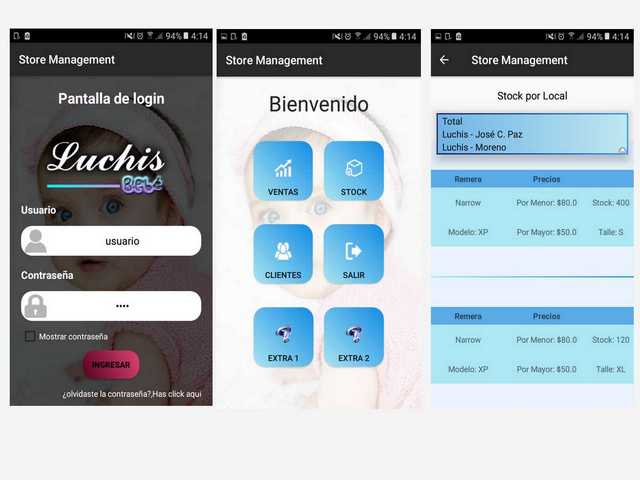 94% 4:14
Store Management
Pantalla de login
Luchis
BEBÉ
Usuario
usuario
Contraseña
••••
Mostrar contraseña
INGRESAR
¿olvidaste la contraseña?,Has click aqui
94% 4:14
Store Management
Bienvenido
VENTAS STOCK
CLIENTES SALIR
EXTRA 1 EXTRA 2
94% 4:14
Store Management
Stock por Local
Total
Luchis - José C. Paz
Luchis - Moreno
Remera Precios
Narrow Por Menor: $80.0 Stock: 400
Modelo: XP Por Mayor: $50.0 Talle: S
Remera Precios
Narrow Por Menor: $80.0 Stock: 120
Modelo: XP Por Mayor: $50.0 Talle: XL